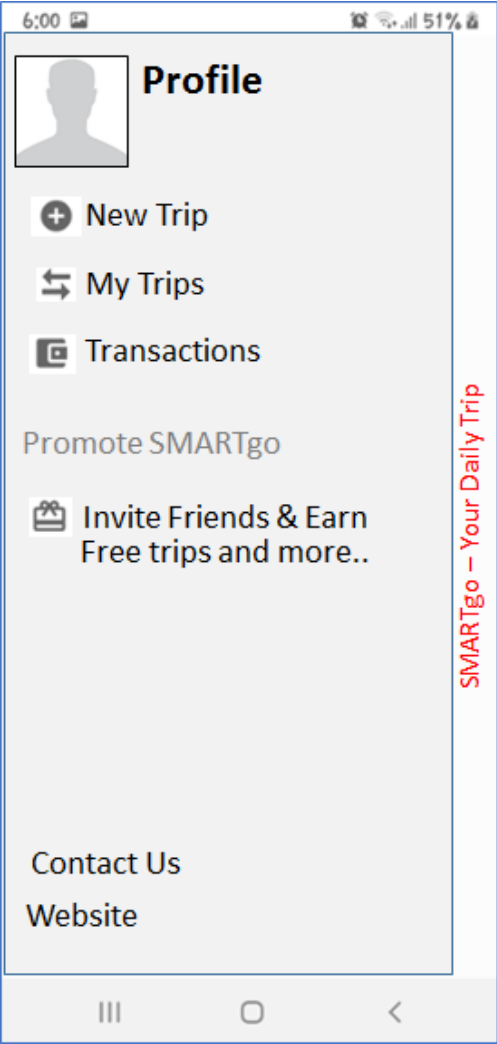 6:00 51%
Profile
New Trip
My Trips
Transactions
Promote SMARTgo
Invite Friends & Earn
Free trips and more..
SMARTgo – Your Daily Trip
Contact Us
Website